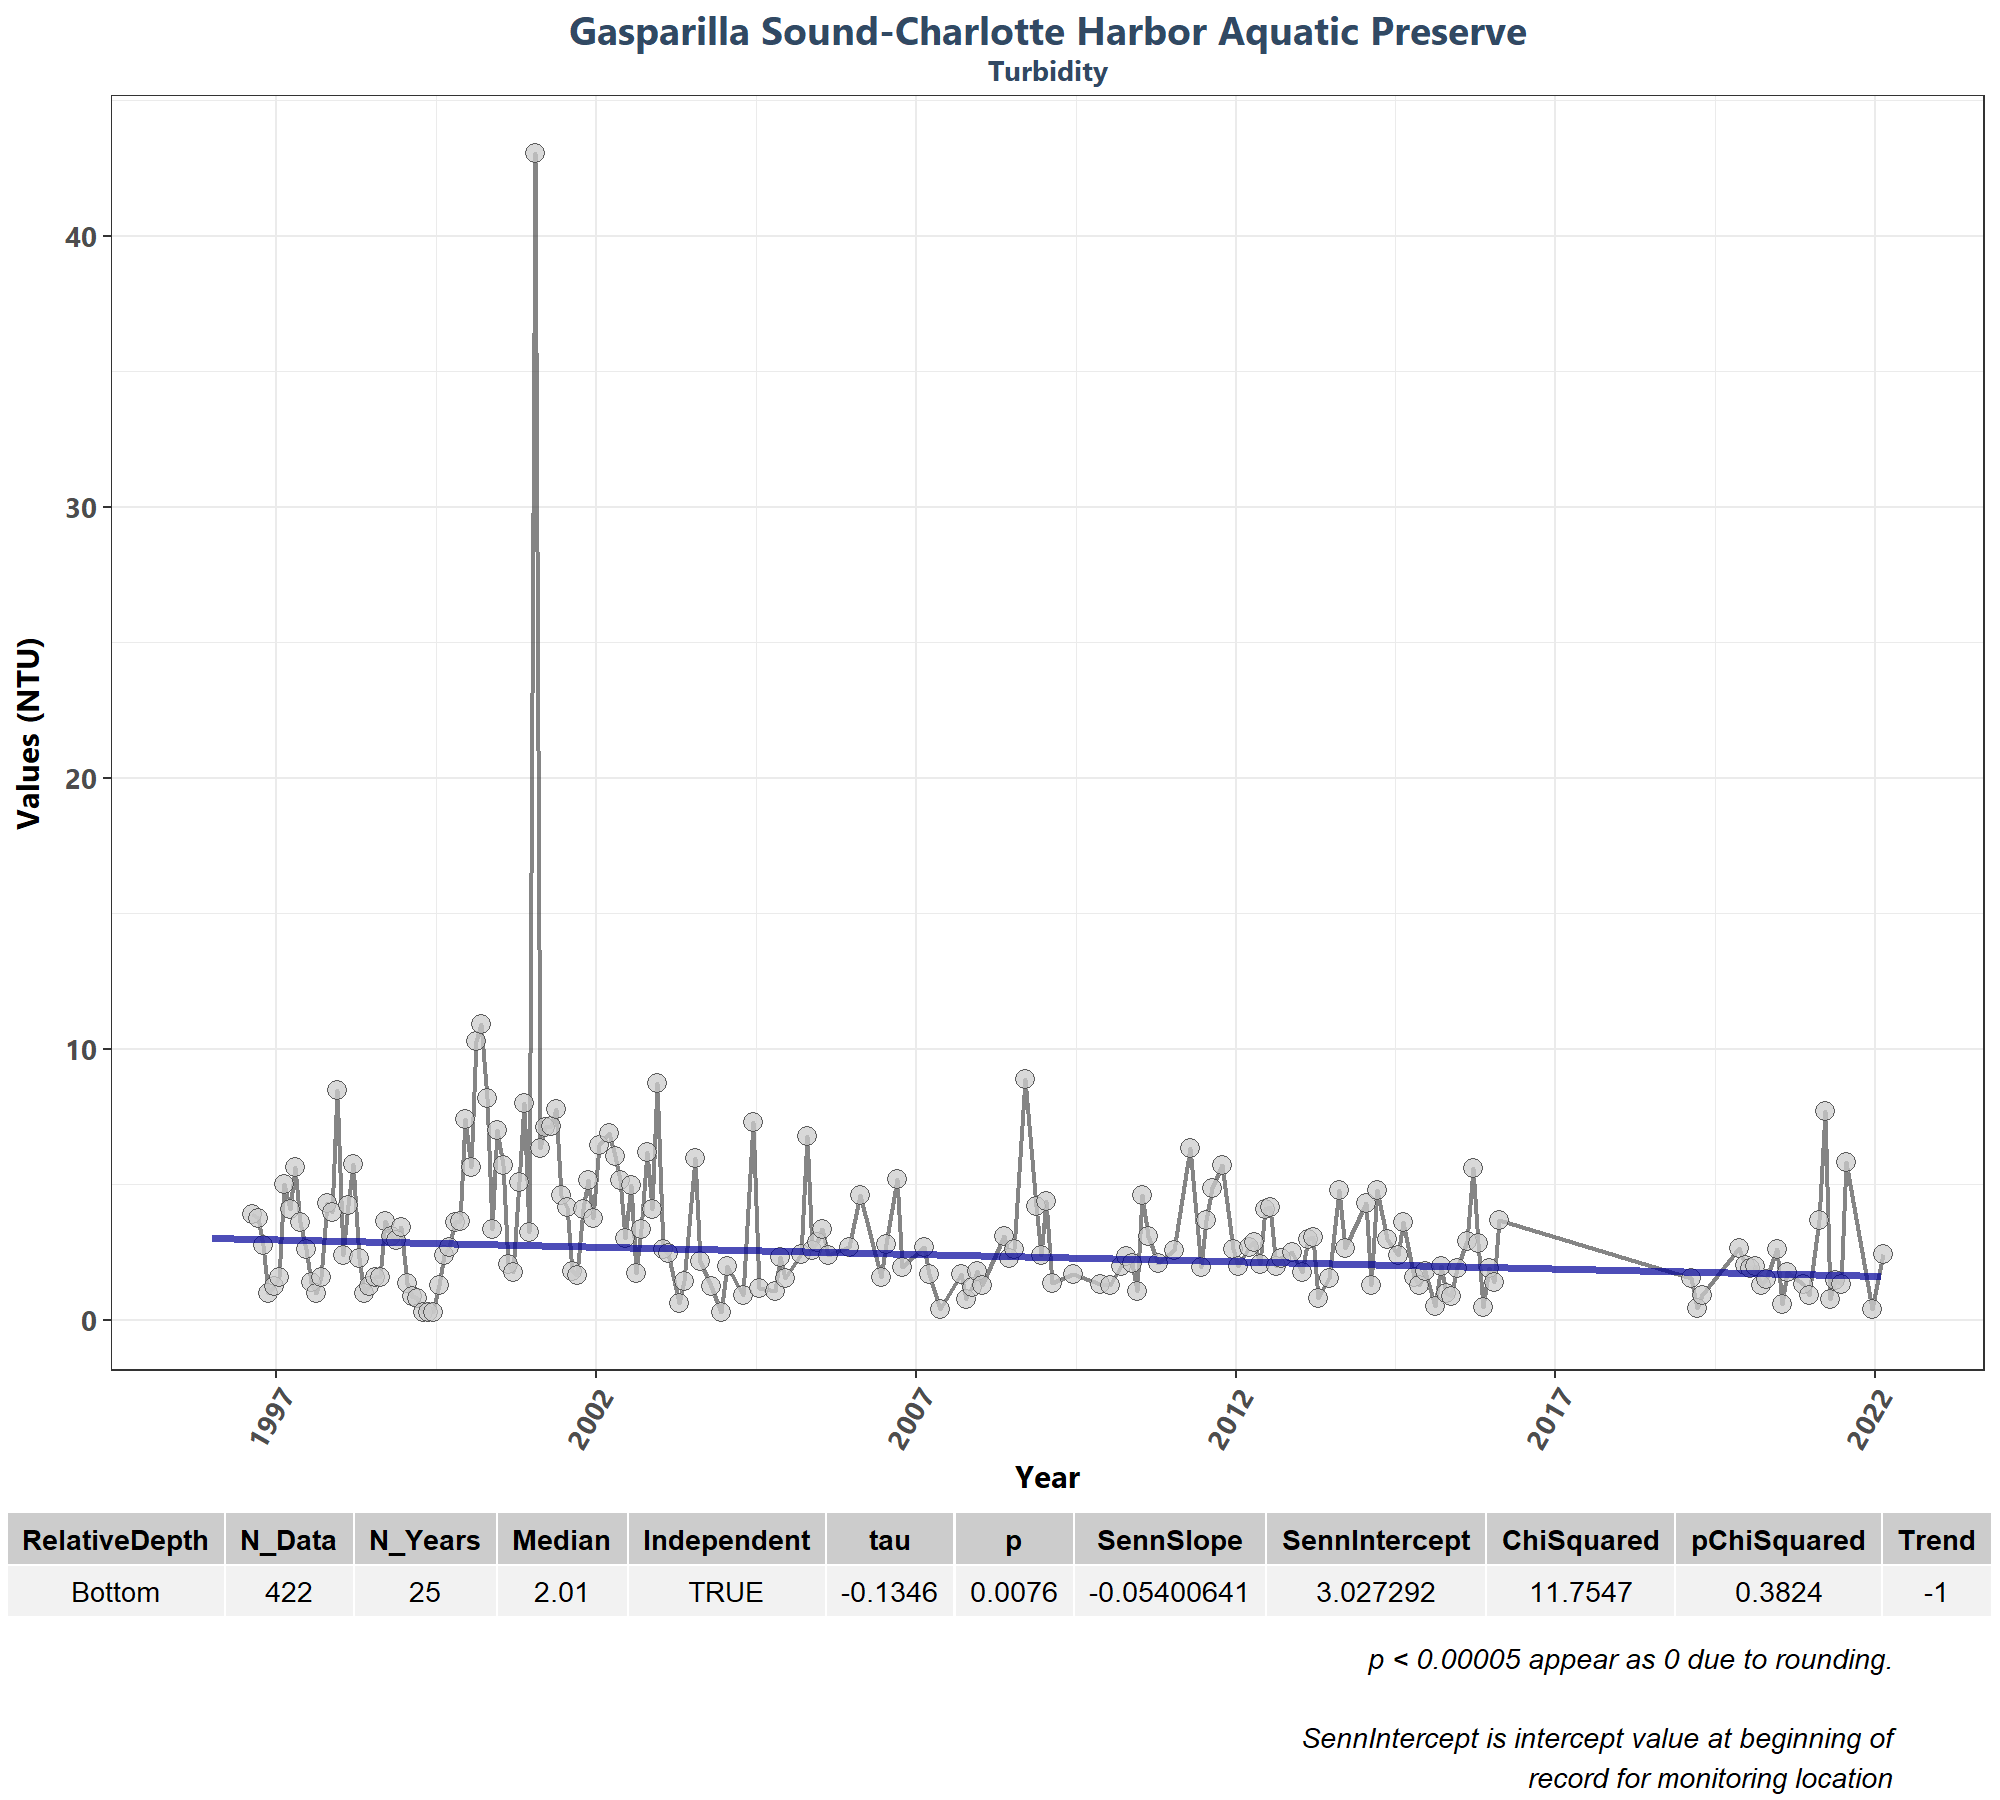 Gasparilla Sound-Charlotte Harbor Aquatic Preserve
Turbidity
Values (NTU)
40
30
20
10
0
1997 2002 2007 2012 2017 2022
Year
RelativeDepth N_Data N_Years Median Independent tau p SennSlope SennIntercept ChiSquared pChiSquared Trend
Bottom 422 25 2.01 TRUE -0.1346 0.0076 -0.05400641 3.027292 11.7547 0.3824 -1
p < 0.00005 appear as 0 due to rounding.
SennIntercept is intercept value at beginning of
record for monitoring location